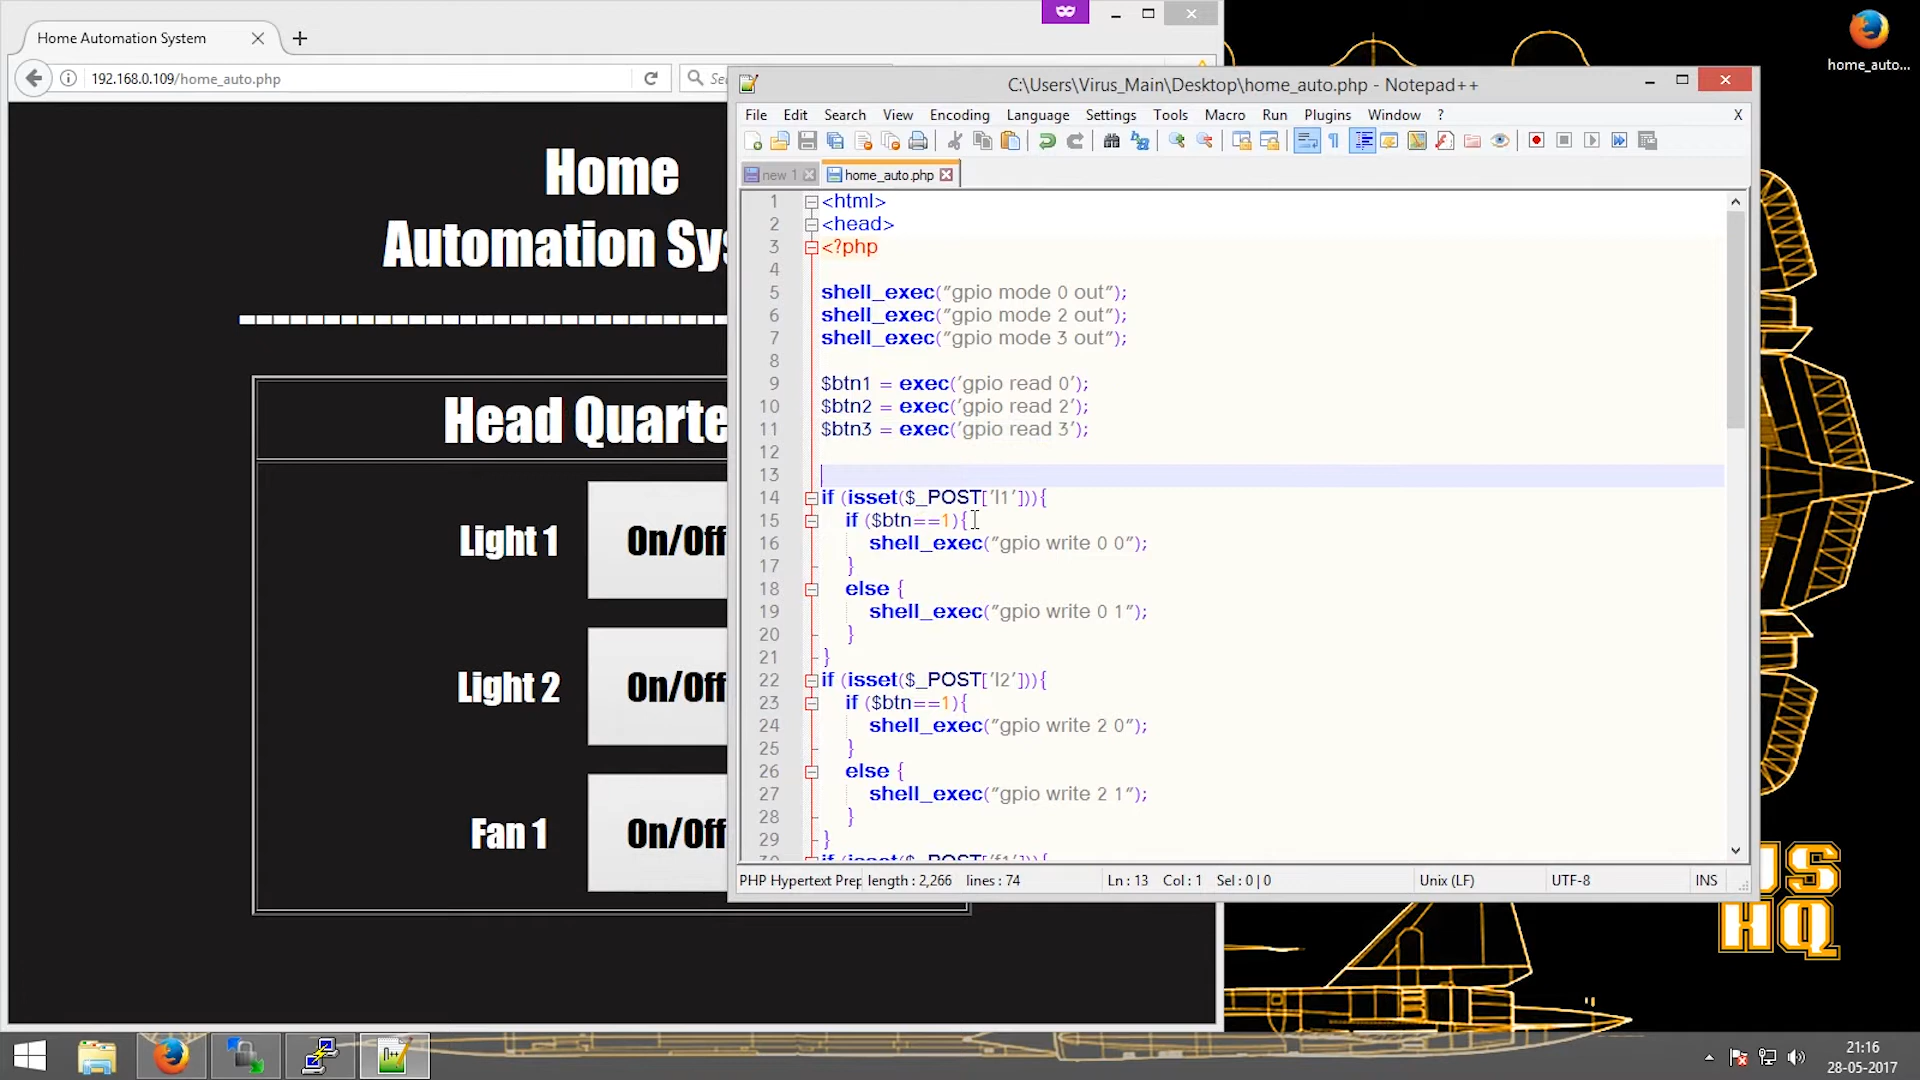 Home Automation System
192.168.0.109/home_auto.php
Home
Automation Sys
Head Quarte
Light 1
On/Off
Light 2
On/Off
Fan 1
On/Off
C:\Users\Virus_Main\Desktop\home_auto.php - Notepad++
File Edit Search View Encoding Language Settings Tools Macro Run Plugins Window ?
X
new 1
home_auto.php
1 <html>
2 <head>
3 <?php
4
5 shell_exec("gpio mode 0 out");
6 shell_exec("gpio mode 2 out");
7 shell_exec("gpio mode 3 out");
8
9 $btn1 = exec('gpio read 0');
10 $btn2 = exec('gpio read 2');
11 $btn3 = exec('gpio read 3');
12
13
14 if (isset($_POST['l1'])){
15 if ($btn==1){
16 shell_exec("gpio write 0 0");
17 }
18 else {
19 shell_exec("gpio write 0 1");
20 }
21 }
22 if (isset($_POST['l2'])){
23 if ($btn==1){
24 shell_exec("gpio write 2 0");
25 }
26 else {
27 shell_exec("gpio write 2 1");
28 }
29 }
30 if (isset($_POST['f1'])){
PHP Hypertext Prep length : 2,266 lines : 74 Ln : 13 Col : 1 Sel : 0 | 0 Unix (LF) UTF-8 INS
home_auto...
US
HQ
21:16
28-05-2017